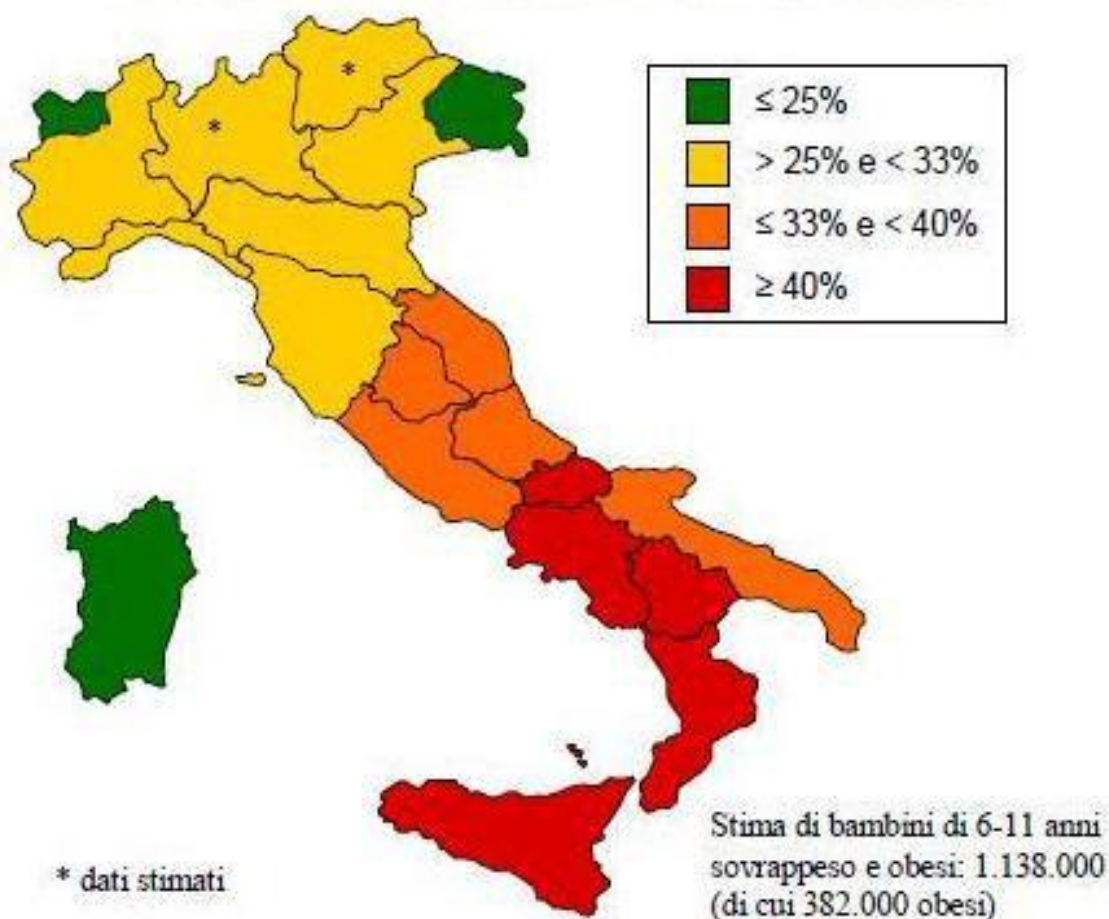 *
*
≤ 25%
> 25% e < 33%
≤ 33% e < 40%
≥ 40%
* dati stimati
Stima di bambini di 6-11 anni
sovrappeso e obesi: 1.138.000
(di cui 382.000 obesi)